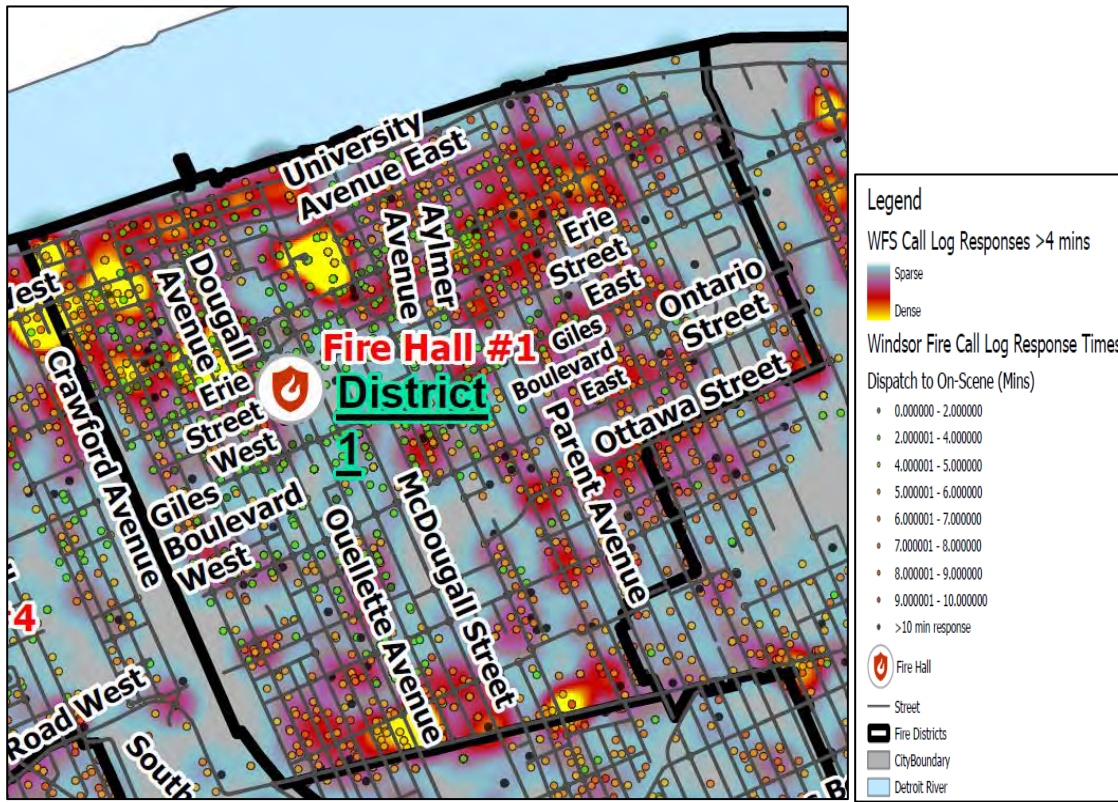 University
Avenue East
West
Dougall
Avenue
Avenue
Aylmer
Erie
Street
East
Ontario
Street
Fire Hall #1
District
1
Erie
Street
West
Giles
Boulevard
East
Ottawa Street
Crawford Avenue
Giles
Boulevard
West
Parent Avenue
Ouellette Avenue
McDougall Street
4
Road West
South
Legend
WFS Call Log Responses >4 mins
Sparse
Dense
Windsor Fire Call Log Response Times
Dispatch to On-Scene (Mins)
0.000000 - 2.000000
2.000001 - 4.000000
4.000001 - 5.000000
5.000001 - 6.000000
6.000001 - 7.000000
7.000001 - 8.000000
8.000001 - 9.000000
9.000001 - 10.000000
>10 min response
Fire Hall
Street
Fire Districts
CityBoundary
Detroit River